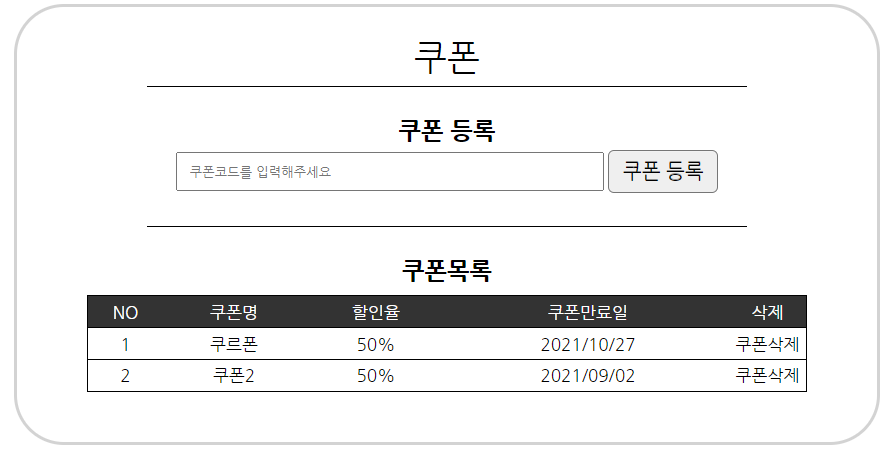 쿠폰
쿠폰 등록
쿠폰코드를 입력해주세요 쿠폰 등록
쿠폰목록
NO 쿠폰명 할인율 쿠폰만료일 삭제
1 쿠르폰 50% 2021/10/27 쿠폰삭제
2 쿠폰2 50% 2021/09/02 쿠폰삭제